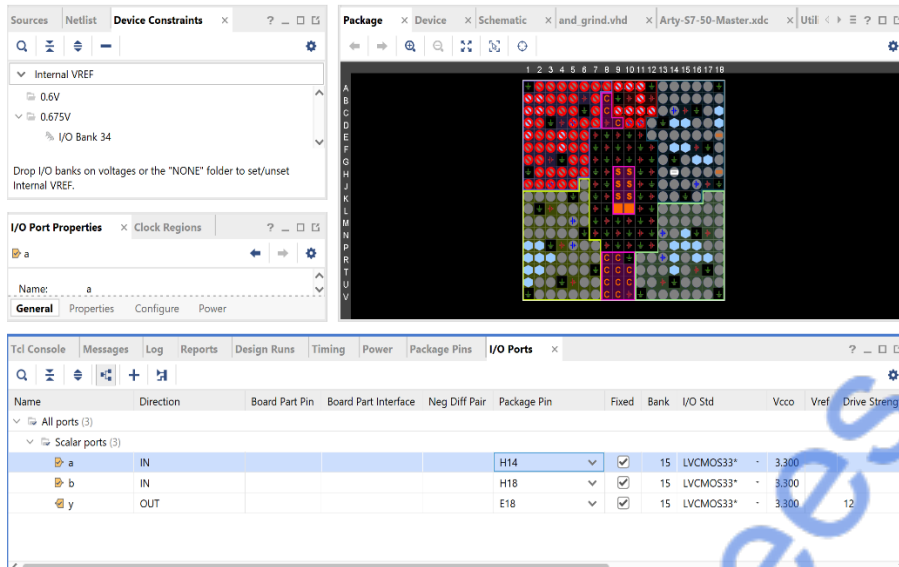 Sources Netlist Device Constraints × ? _ □
Internal VREF
0.6V
0.675V
I/O Bank 34
Drop I/O banks on voltages or the "NONE" folder to set/unset
Internal VREF.
I/O Port Properties × Clock Regions ? _ □
a
Name: a
General Properties Configure Power
Package × Device × Schematic × and_grind.vhd × Arty-S7-50-Master.xdc × Utili ? □
1 2 3 4 5 6 7 8 9 10 11 12 13 14 15 16 17 18
A
B
C
D
E
F
G
H
J
K
L
M
N
P
R
T
U
V
Tcl Console Messages Log Reports Design Runs Timing Power Package Pins I/O Ports × ? _ □
Name Direction Board Part Pin Board Part Interface Neg Diff Pair Package Pin Fixed Bank I/O Std Vcco Vref Drive Streng
All ports (3)
Scalar ports (3)
a IN H14 15 LVCMOS33* - 3.300
b IN H18 15 LVCMOS33* - 3.300
y OUT E18 15 LVCMOS33* - 3.300 12